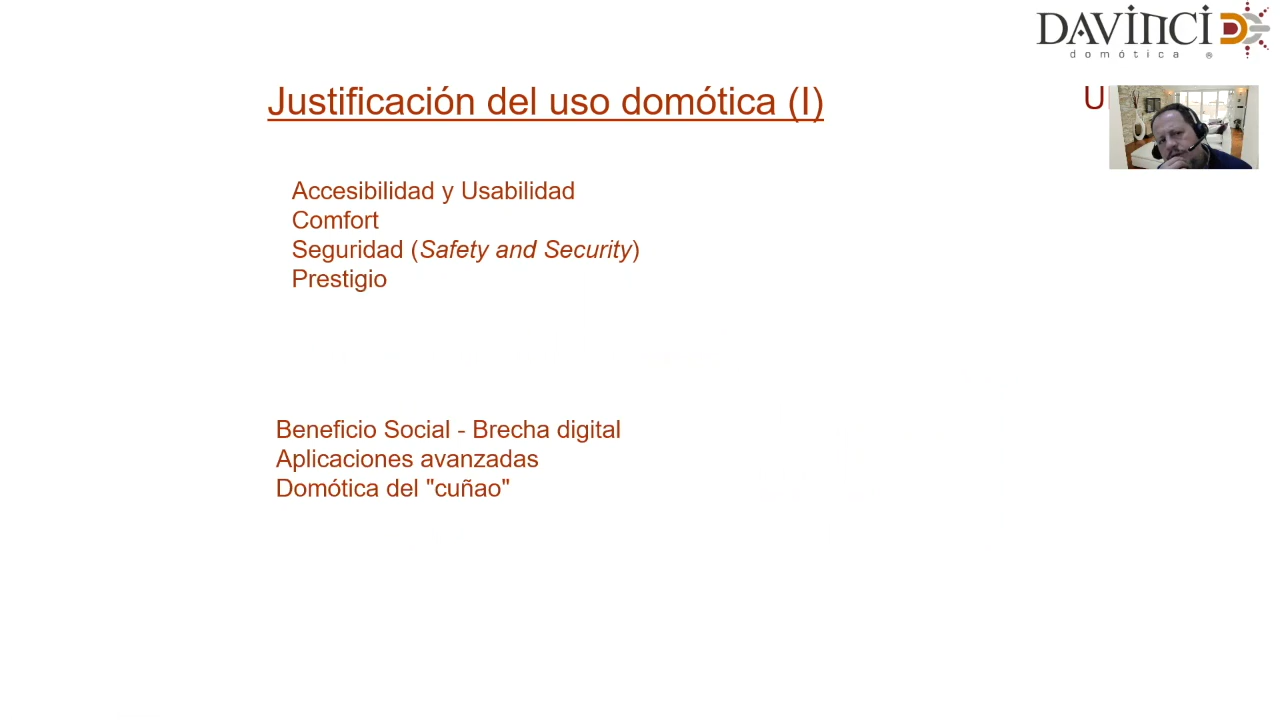 DAVINCI
domótica ®
Justificación del uso domótica (I)
Accesibilidad y Usabilidad
Comfort
Seguridad (Safety and Security)
Prestigio
Beneficio Social - Brecha digital
Aplicaciones avanzadas
Domótica del "cuñao"